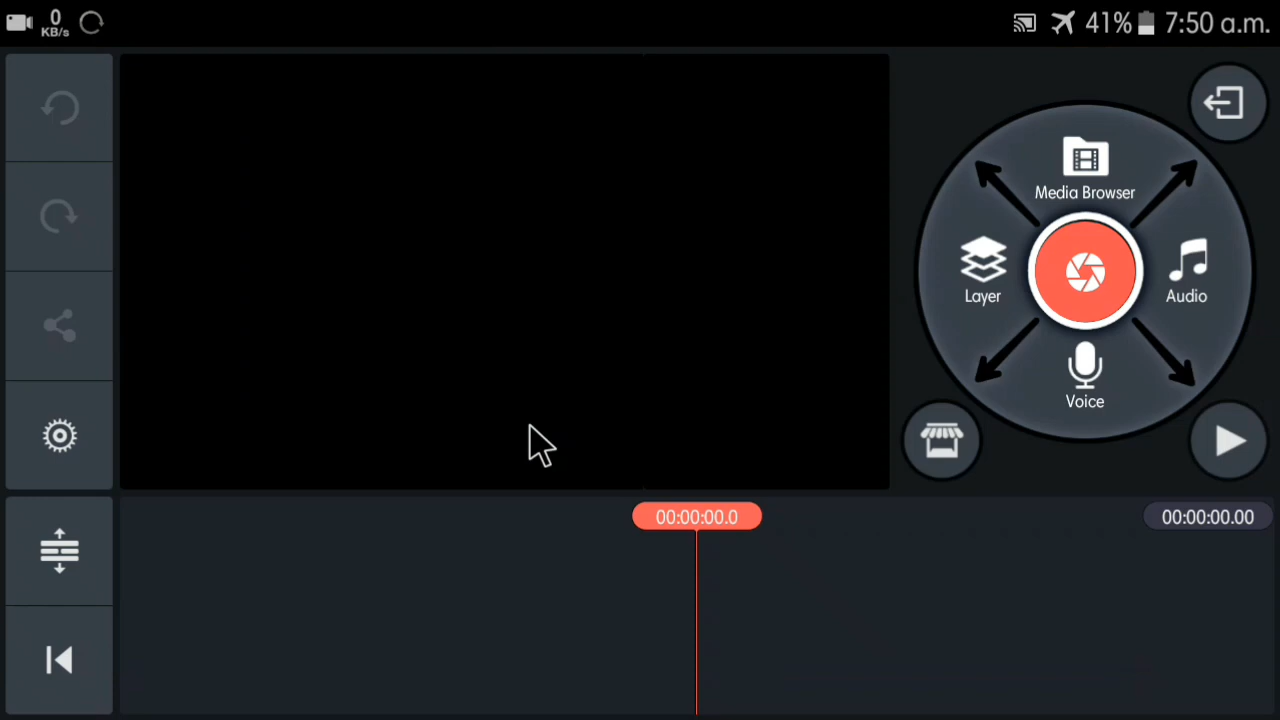 0
KB/s
41%
7:50 a.m.
Media Browser
Layer
Audio
Voice
00:00:00.0
00:00:00.00